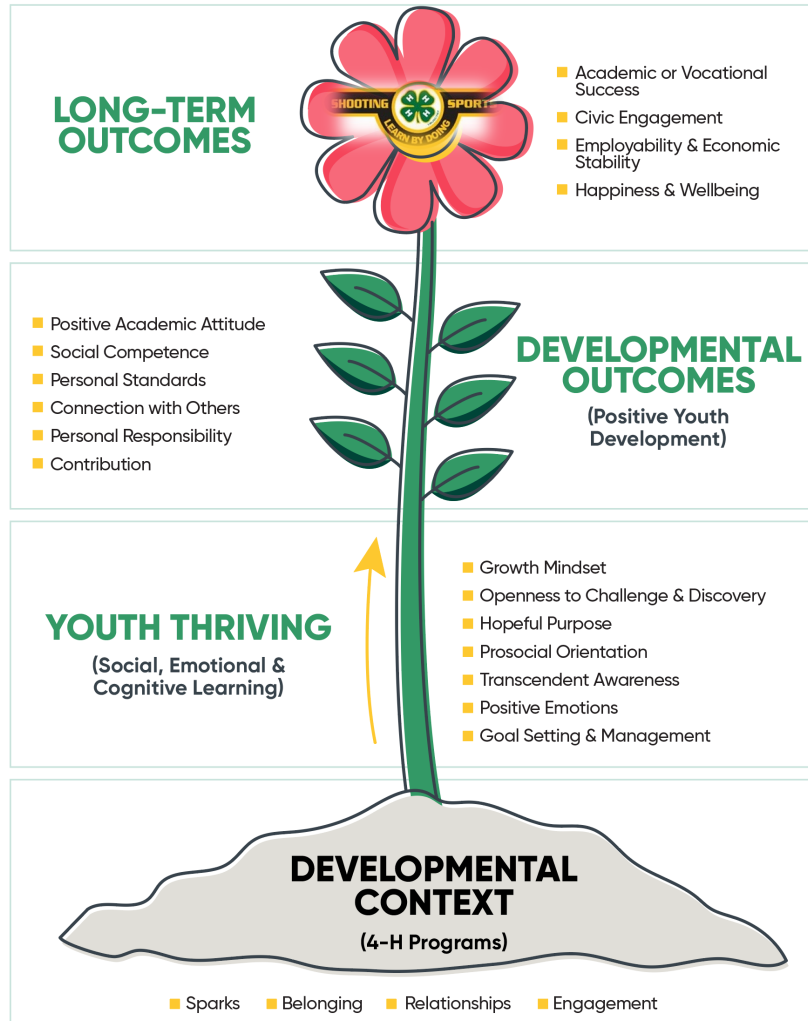 LONG-TERM
OUTCOMES
SHOOTING SPORTS
LEARN BY DOING
H H H H
Academic or Vocational
Success
Civic Engagement
Employability & Economic
Stability
Happiness & Wellbeing
Positive Academic Attitude
Social Competence
Personal Standards
Connection with Others
Personal Responsibility
Contribution
DEVELOPMENTAL
OUTCOMES
(Positive Youth
Development)
YOUTH THRIVING
(Social, Emotional &
Cognitive Learning)
Growth Mindset
Openness to Challenge & Discovery
Hopeful Purpose
Prosocial Orientation
Transcendent Awareness
Positive Emotions
Goal Setting & Management
DEVELOPMENTAL
CONTEXT
(4-H Programs)
Sparks Belonging Relationships Engagement